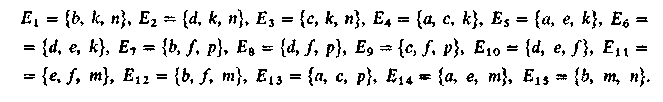 E₁ = {b, k, n}, E₂ = {d, k, n}, E₃ = {c, k, n}, E₄ = {a, c, k}, E₅ = {a, e, k}, E₆ =
= {d, e, k}, E₇ = {b, f, p}, E₈ = {d, f, p}, E₉ = {c, f, p}, E₁₀ = {d, e, f}, E₁₁ =
= {e, f, m}, E₁₂ = {b, f, m}, E₁₃ = {a, c, p}, E₁₄ = {a, e, m}, E₁₅ = {b, m, n}.